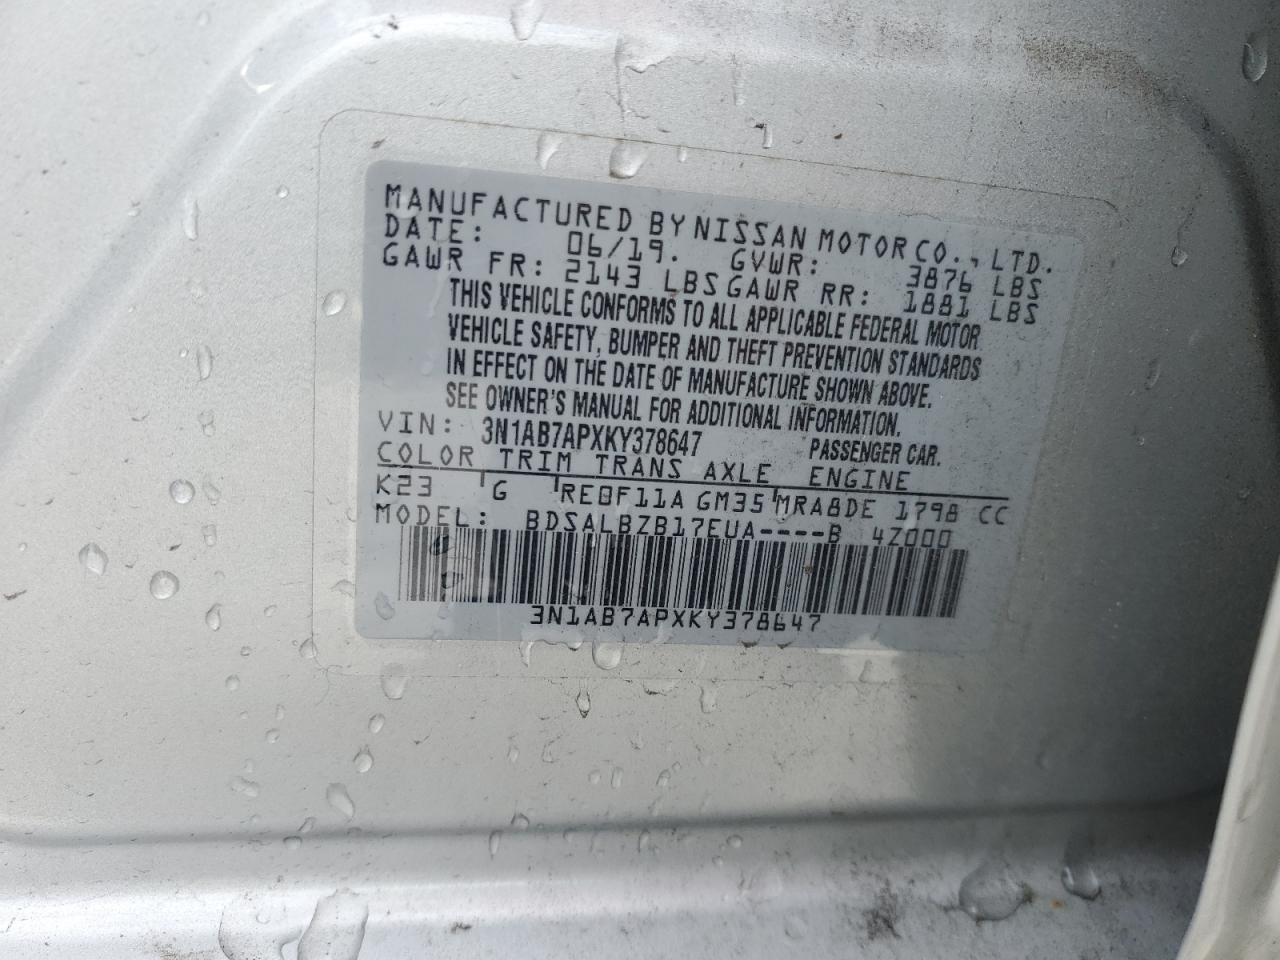 MANUFACTURED BY NISSAN MOTOR CO., LTD.
DATE: 06/19. GVWR: 3876 LBS
GAWR FR: 2143 LBS GAWR RR: 1881 LBS
THIS VEHICLE CONFORMS TO ALL APPLICABLE FEDERAL MOTOR
VEHICLE SAFETY, BUMPER AND THEFT PREVENTION STANDARDS
IN EFFECT ON THE DATE OF MANUFACTURE SHOWN ABOVE.
SEE OWNER'S MANUAL FOR ADDITIONAL INFORMATION.
VIN: 3N1AB7APXKY378647 PASSENGER CAR.
COLOR TRIM TRANS AXLE ENGINE
K23 G RE0F11A GM35 MRA8DE 1798 CC
MODEL: BDSALBZB17EUA----B 4Z000
3N1AB7APXKY378647